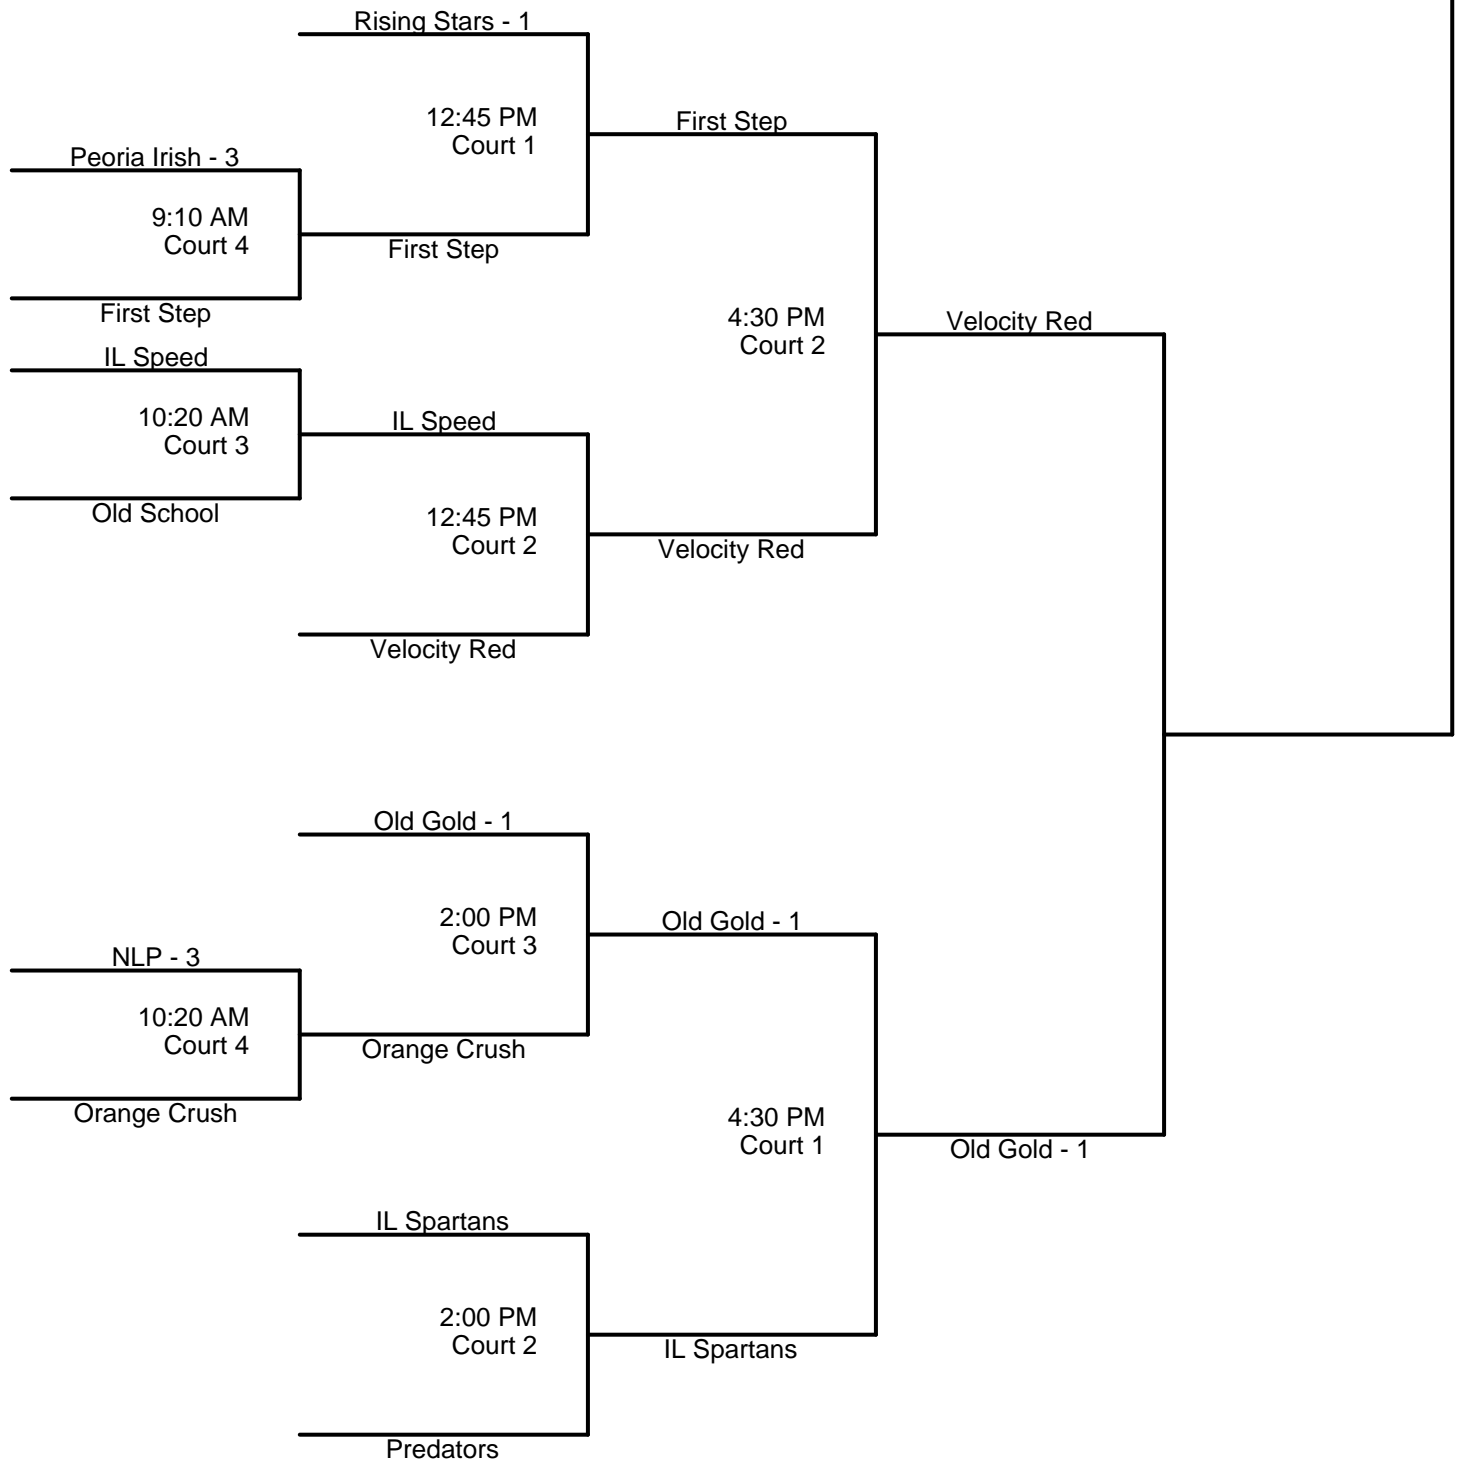 Rising Stars - 1
12:45 PM
Court 1
First Step
Peoria Irish - 3
9:10 AM
Court 4
First Step
First Step
IL Speed
4:30 PM
Court 2
Velocity Red
10:20 AM
Court 3
IL Speed
Old School
12:45 PM
Court 2
Velocity Red
Velocity Red
Old Gold - 1
2:00 PM
Court 3
Old Gold - 1
NLP - 3
10:20 AM
Court 4
Orange Crush
Orange Crush
4:30 PM
Court 1
Old Gold - 1
IL Spartans
2:00 PM
Court 2
IL Spartans
Predators